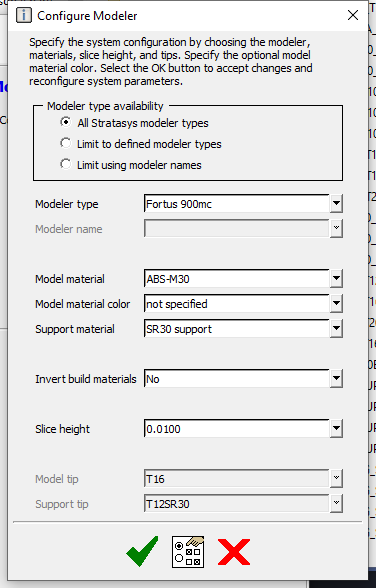 Configure Modeler
Specify the system configuration by choosing the modeler,
materials, slice height, and tips. Specify the optional model
material color. Select the OK button to accept changes and
reconfigure system parameters.
Modeler type availability
All Stratasys modeler types
Limit to defined modeler types
Limit using modeler names
Modeler type Fortus 900mc
Modeler name
Model material ABS-M30
Model material color not specified
Support material SR30 support
Invert build materials No
Slice height 0.0100
Model tip T16
Support tip T12SR30